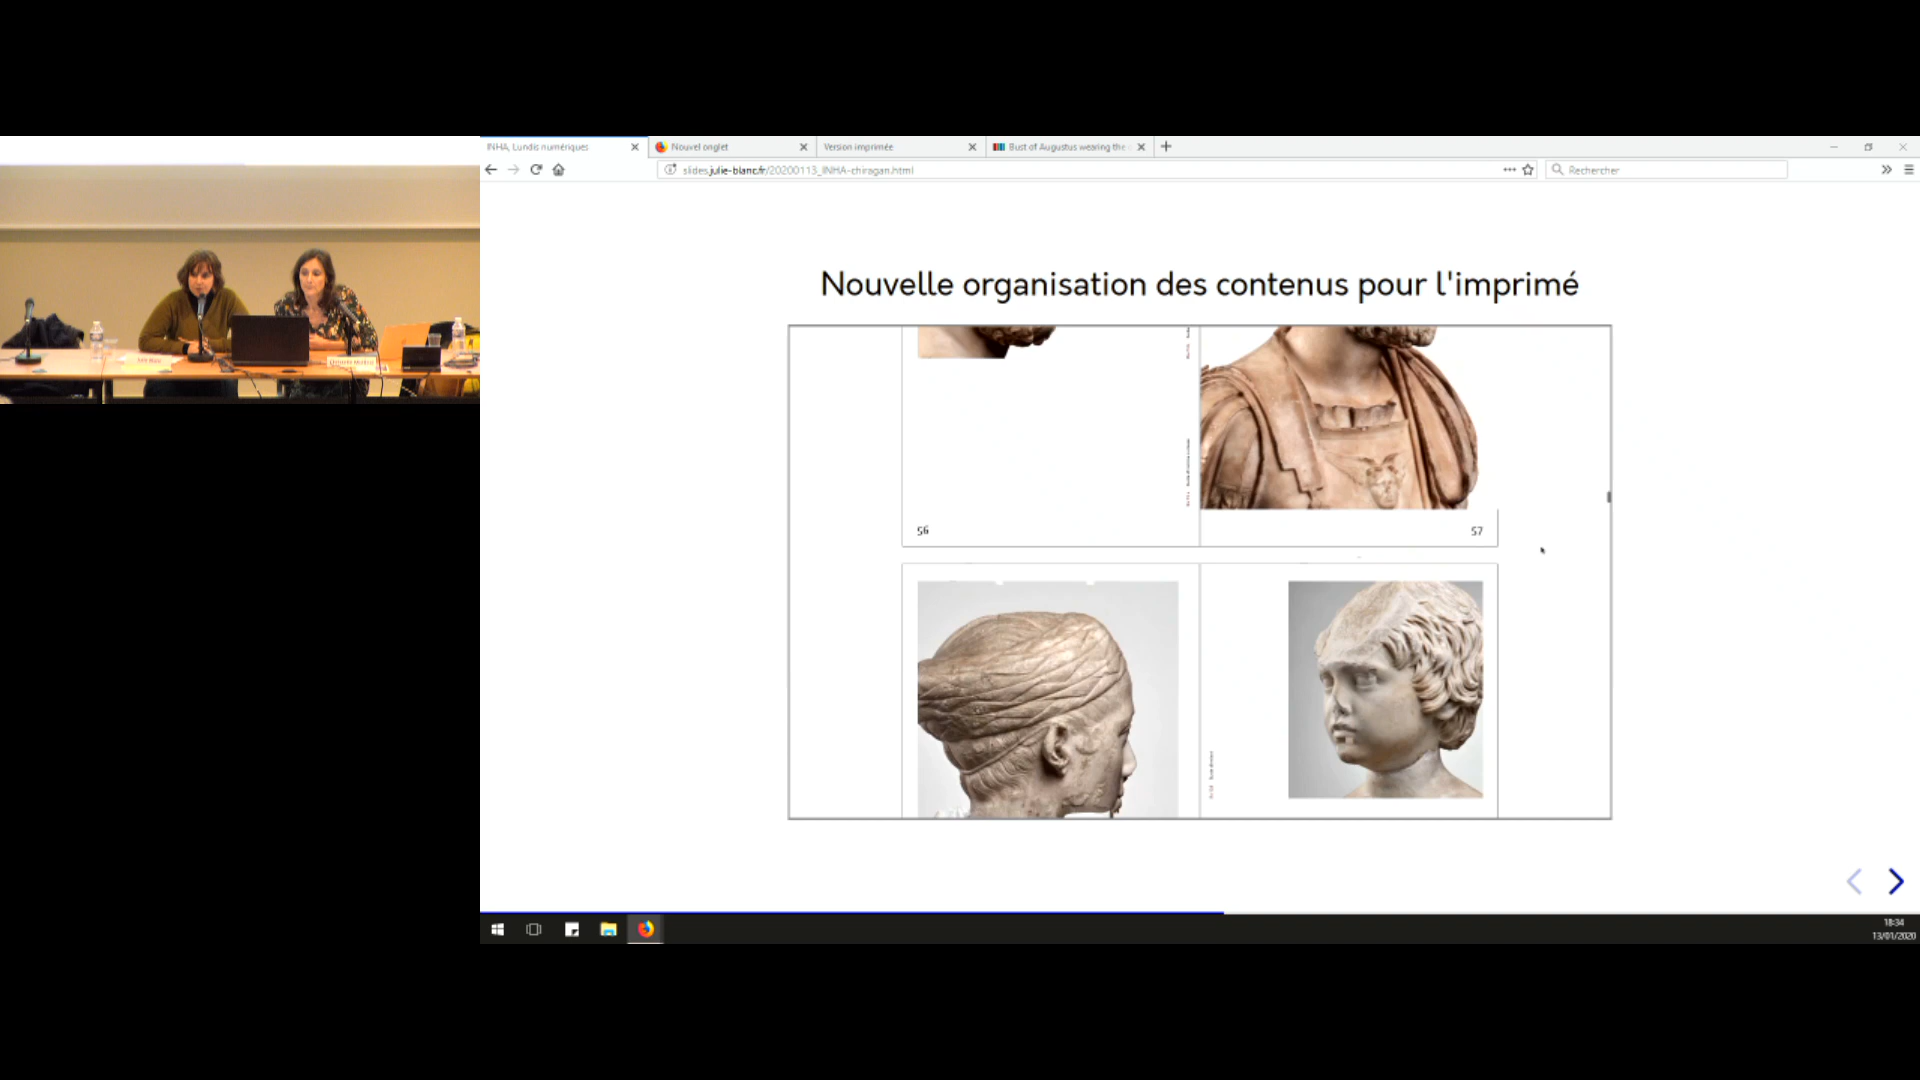 INHA, Lundis numériques
Nouvel onglet
Version imprimée
Bust of Augustus wearing the
slides.julie-blanc.fr/20200113_INHA-chiragan.html
Rechercher
Nouvelle organisation des contenus pour l'imprimé
56
57
18:34
13/01/2020